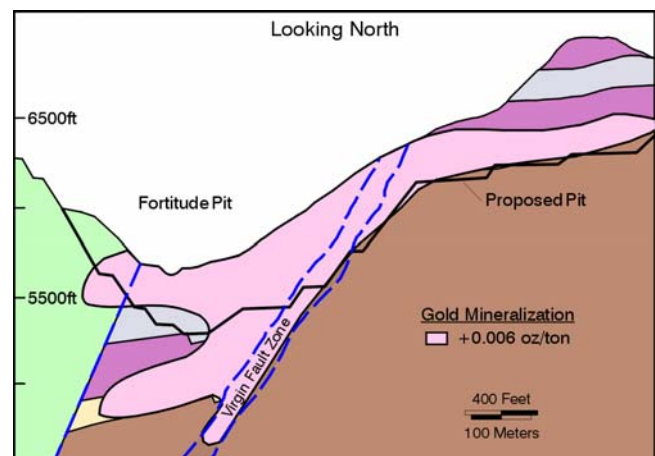 Looking North
6500ft
Fortitude Pit
Proposed Pit
5500ft
Virgin Fault Zone
Gold Mineralization
+0.006 oz/ton
400 Feet
100 Meters